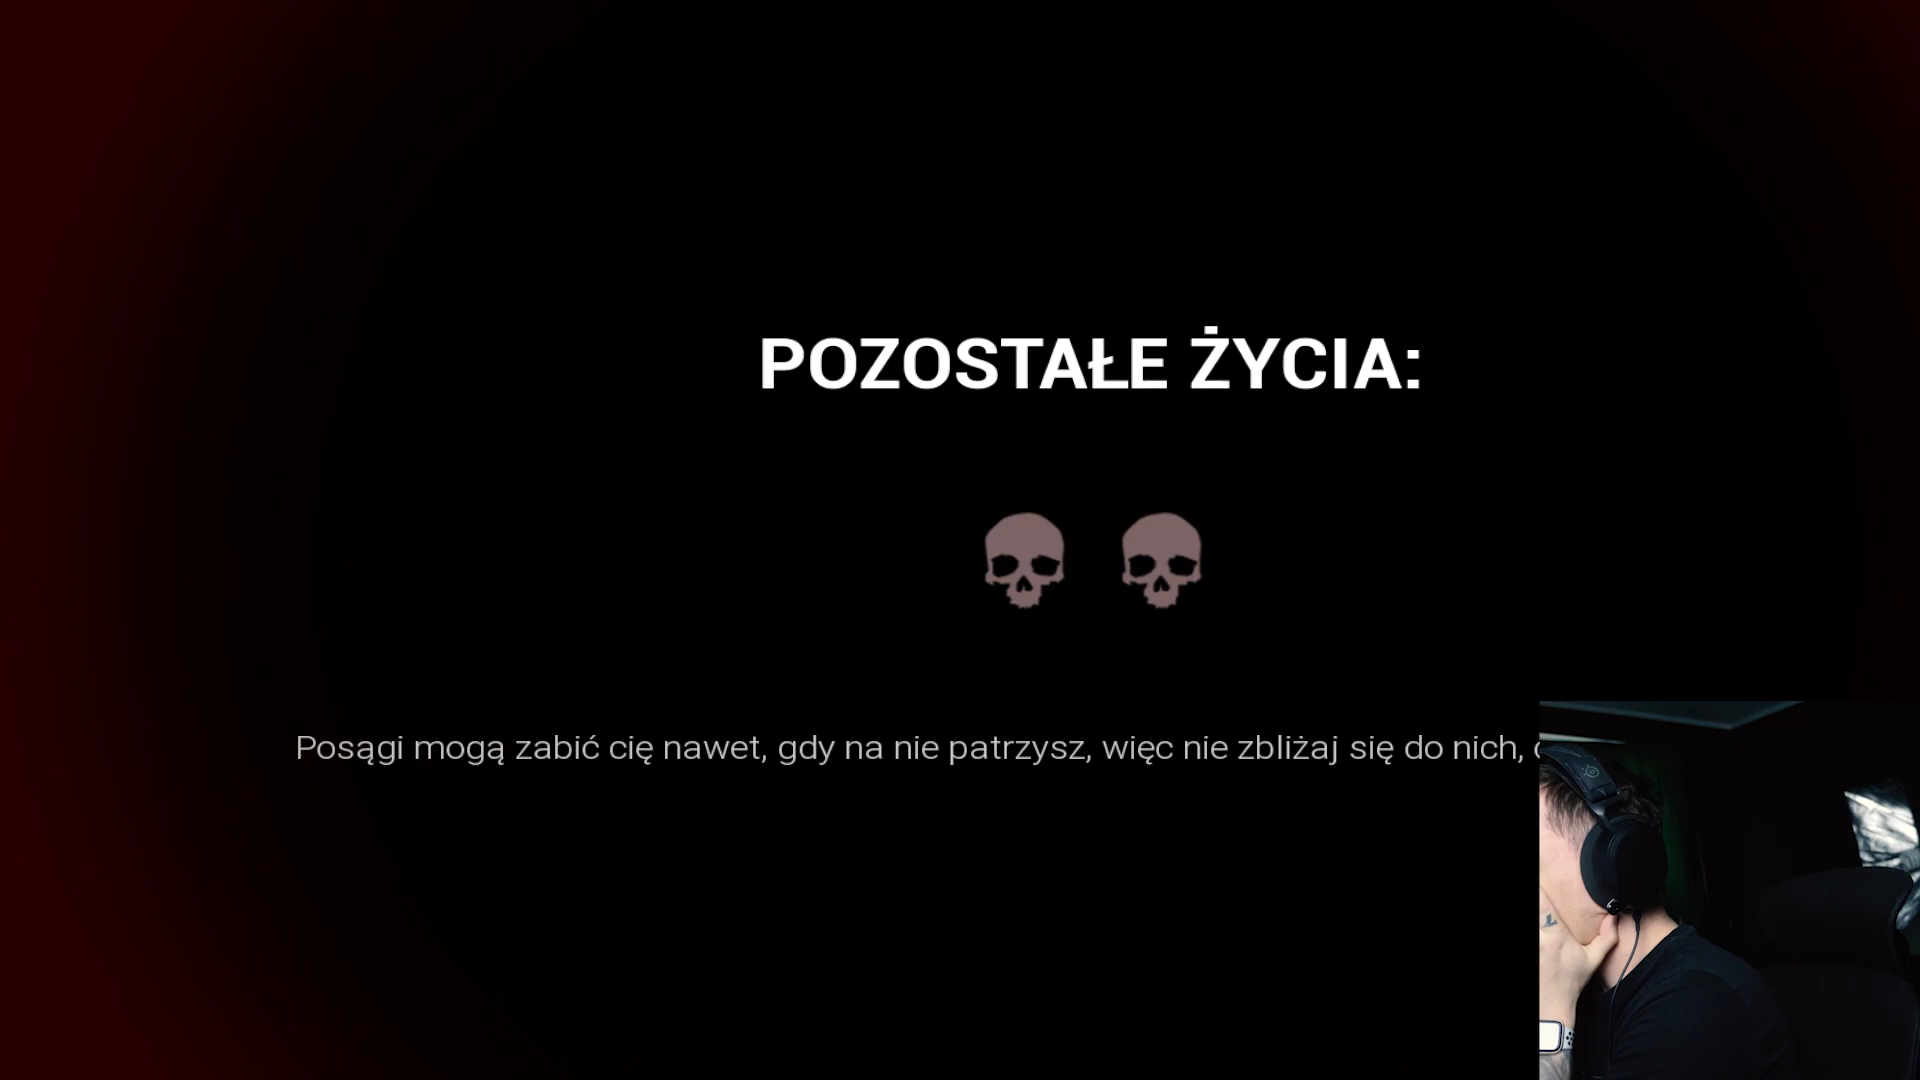 POZOSTAŁE ŻYCIA:
Posągi mogą zabić cię nawet, gdy na nie patrzysz, więc nie zbliżaj się do nich,